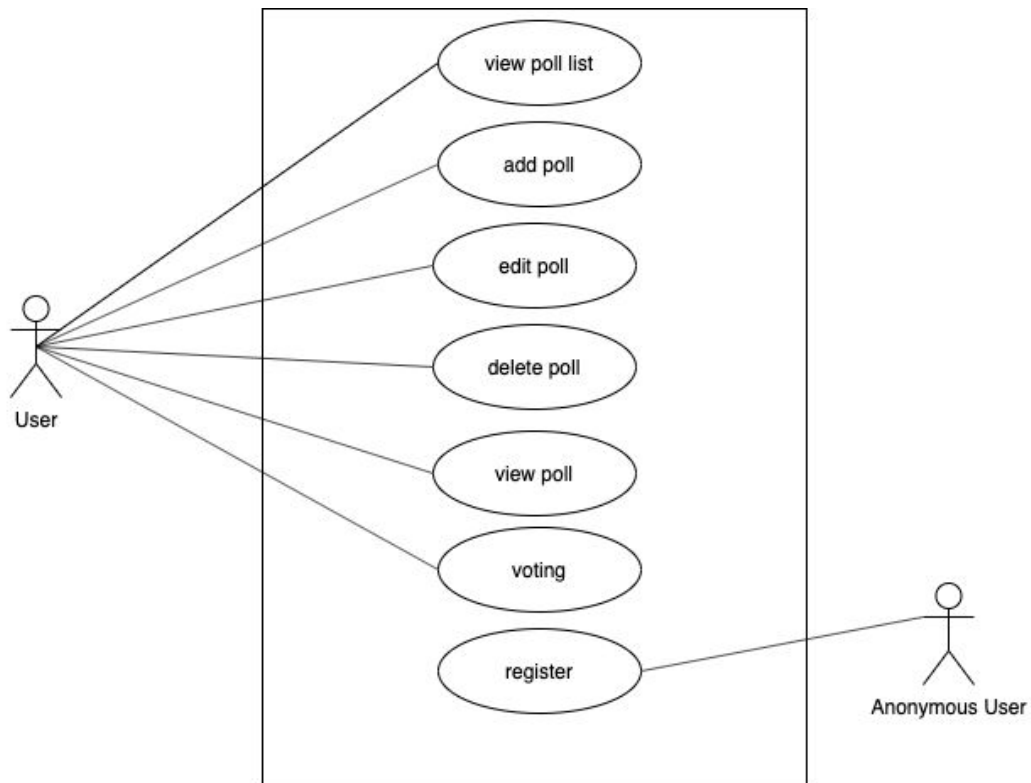 view poll list
add poll
edit poll
delete poll
User
view poll
voting
register
Anonymous User